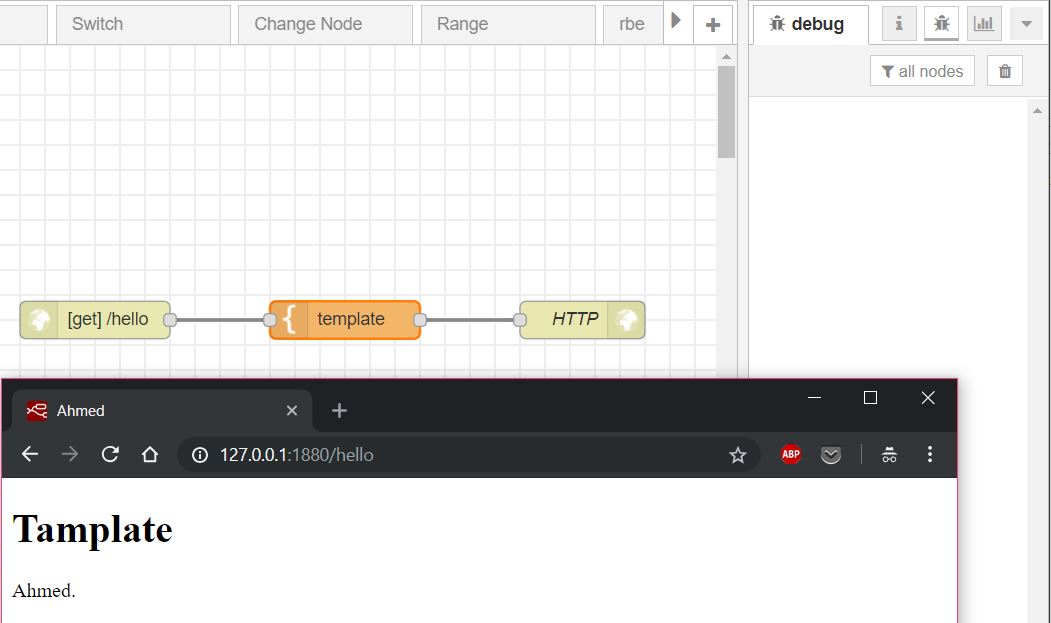 Switch
Change Node
Range
rbe
debug
all nodes
[get] /hello
template
HTTP
Ahmed
127.0.0.1:1880/hello
ABP
Tamplate
Ahmed.